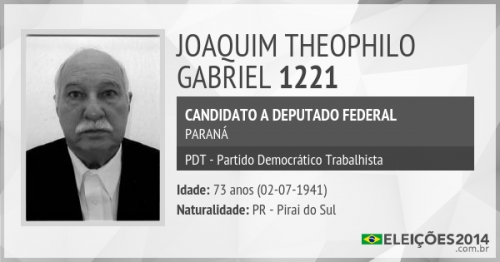 JOAQUIM THEOPHILO
GABRIEL 1221
CANDIDATO A DEPUTADO FEDERAL
PARANÁ
PDT - Partido Democrático Trabalhista
Idade: 73 anos (02-07-1941)
Naturalidade: PR - Pirai do Sul
ELEIÇÕES2014
.com.br